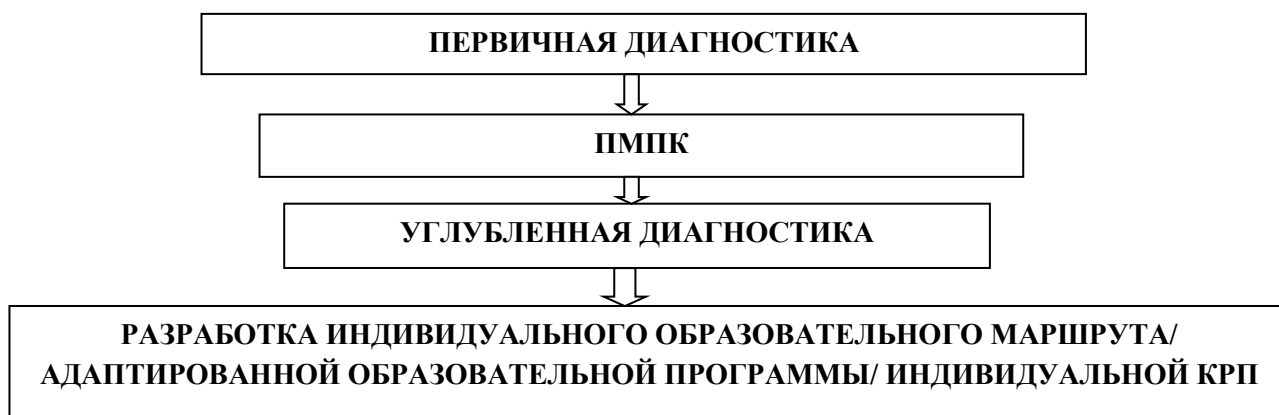 ПЕРВИЧНАЯ ДИАГНОСТИКА
ПМПК
УГЛУБЛЕННАЯ ДИАГНОСТИКА
РАЗРАБОТКА ИНДИВИДУАЛЬНОГО ОБРАЗОВАТЕЛЬНОГО МАРШРУТА/
АДАПТИРОВАННОЙ ОБРАЗОВАТЕЛЬНОЙ ПРОГРАММЫ/ ИНДИВИДУАЛЬНОЙ КРП